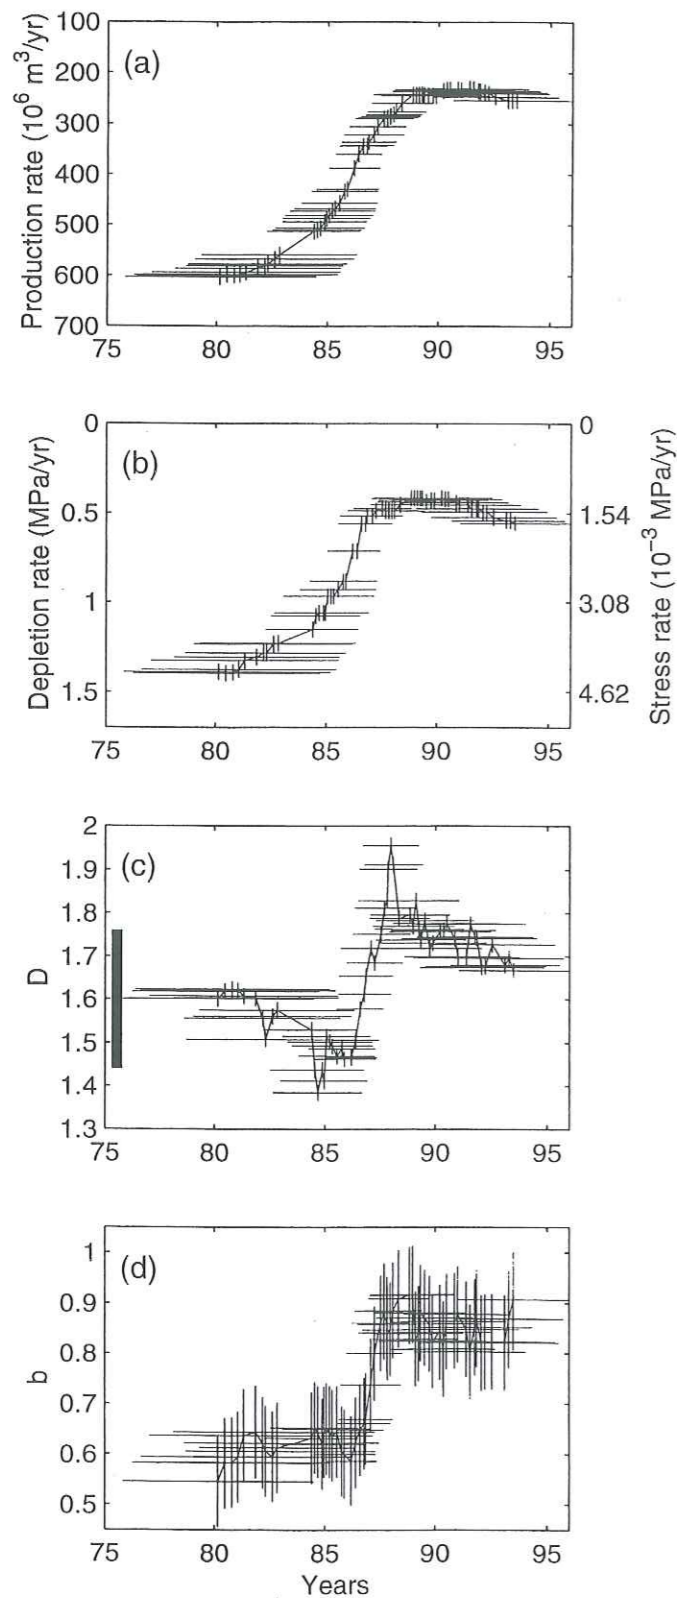 (a)
Production rate (10⁶ m³/yr)
100
200
300
400
500
600
700
75 80 85 90 95
(b)
Depletion rate (MPa/yr)
0
0.5
1
1.5
Stress rate (10⁻³ MPa/yr)
0
1.54
3.08
4.62
75 80 85 90 95
(c)
D
2
1.9
1.8
1.7
1.6
1.5
1.4
1.3
75 80 85 90 95
(d)
b
1
0.9
0.8
0.7
0.6
0.5
75 80 85 90 95
Years